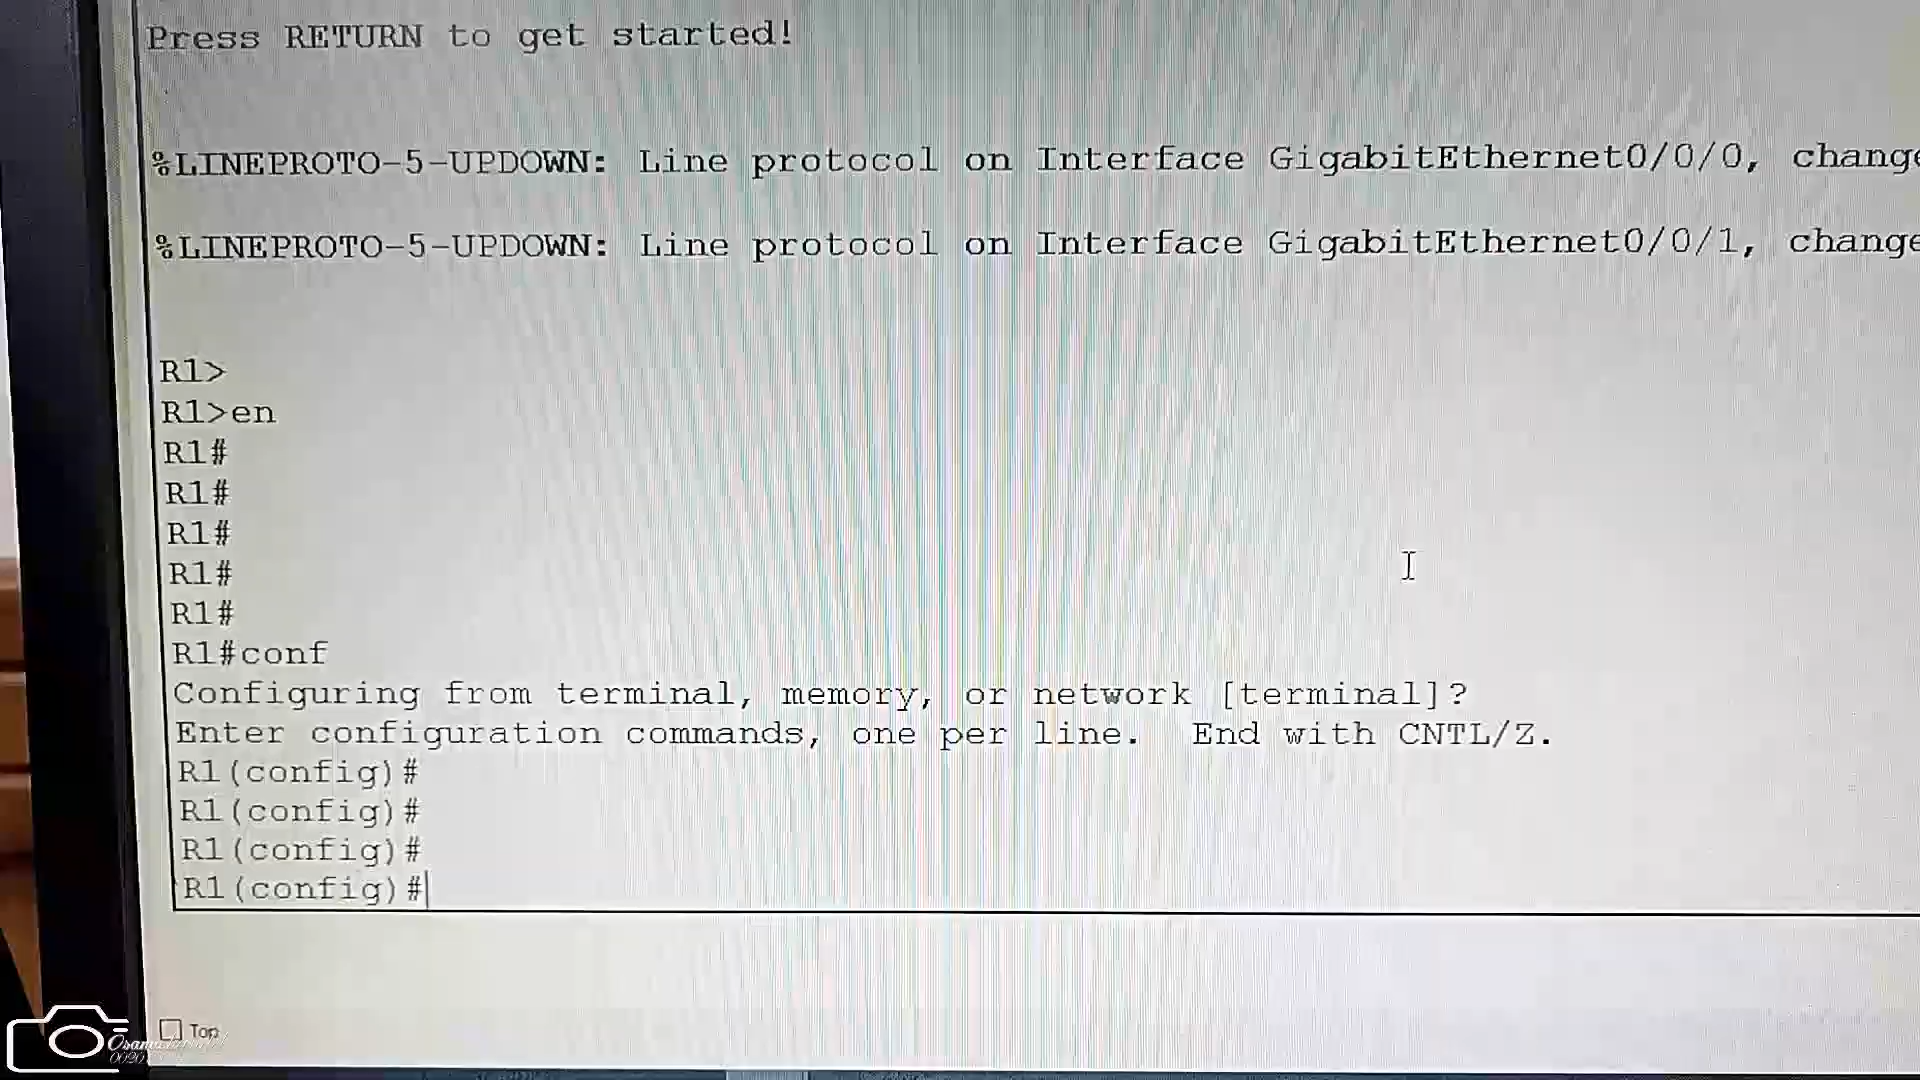 Press RETURN to get started!
%LINEPROTO-5-UPDOWN: Line protocol on Interface GigabitEthernet0/0/0, change
%LINEPROTO-5-UPDOWN: Line protocol on Interface GigabitEthernet0/0/1, change
R1>
R1>en
R1#
R1#
R1#
R1#
R1#
R1#conf
Configuring from terminal, memory, or network [terminal]?
Enter configuration commands, one per line.  End with CNTL/Z.
R1(config)#
R1(config)#
R1(config)#
R1(config)#
Top